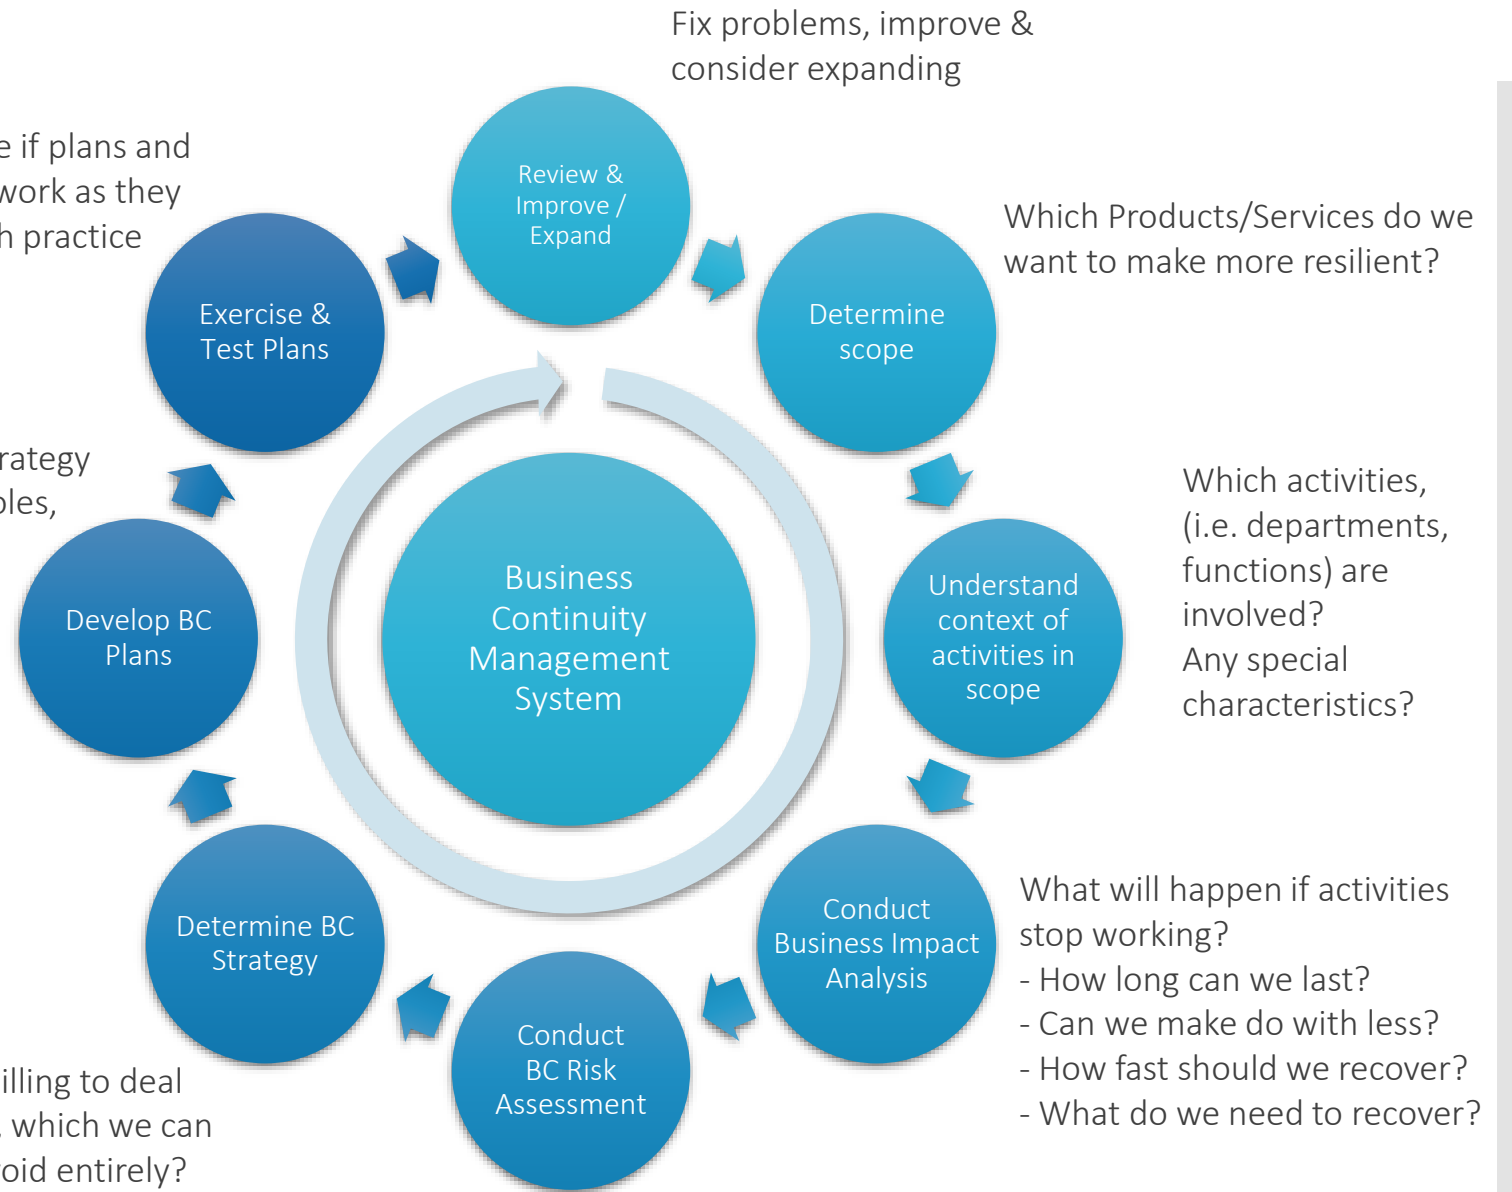 Fix problems, improve &
consider expanding
Review &
Improve /
Expand
if plans and
work as they
practice
Exercise &
Test Plans
Which Products/Services do we
want to make more resilient?
Determine
scope
Which activities,
(i.e. departments,
functions) are
involved?
Any special
characteristics?
Understand
context of
activities in
scope
Business
Continuity
Management
System
Develop BC
Plans
What will happen if activities
stop working?
- How long can we last?
- Can we make do with less?
- How fast should we recover?
- What do we need to recover?
Conduct
Business Impact
Analysis
Determine BC
Strategy
Conduct
BC Risk
Assessment
to deal
which we can
entirely?